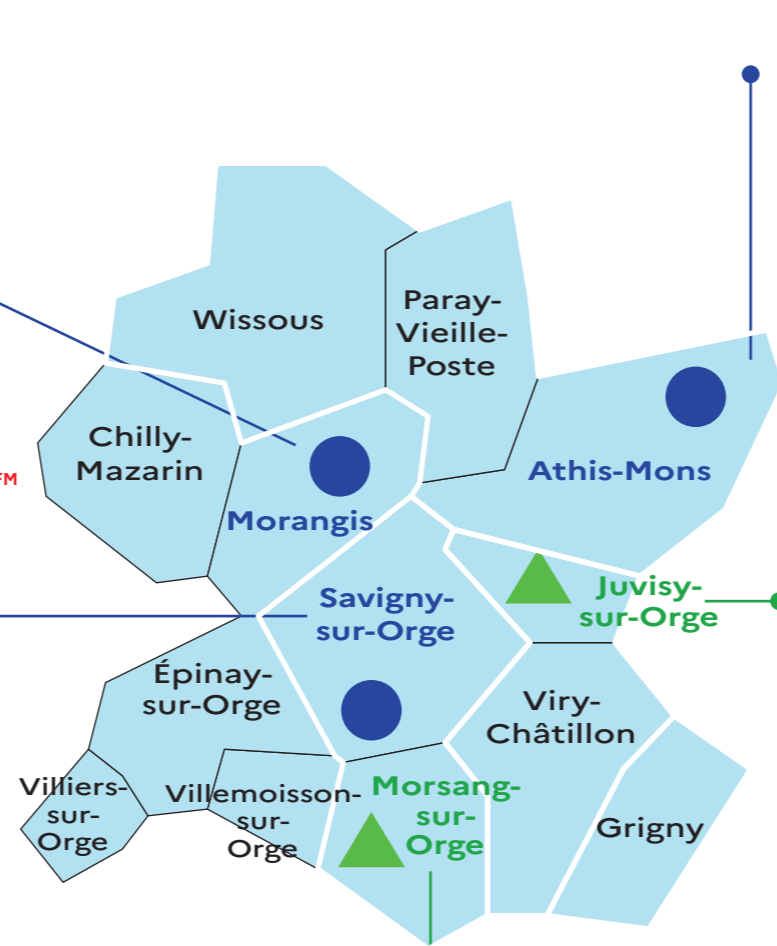 Wissous
Paray-
Vieille-
Poste
Chilly-
Mazarin
FM
Athis-Mons
Morangis
Savigny-
sur-Orge
Juvisy-
sur-Orge
Épinay-
sur-Orge
Viry-
Châtillon
Villiers-
sur-
Orge
Villemoisson-
sur-
Orge
Morsang-
sur-
Orge
Grigny